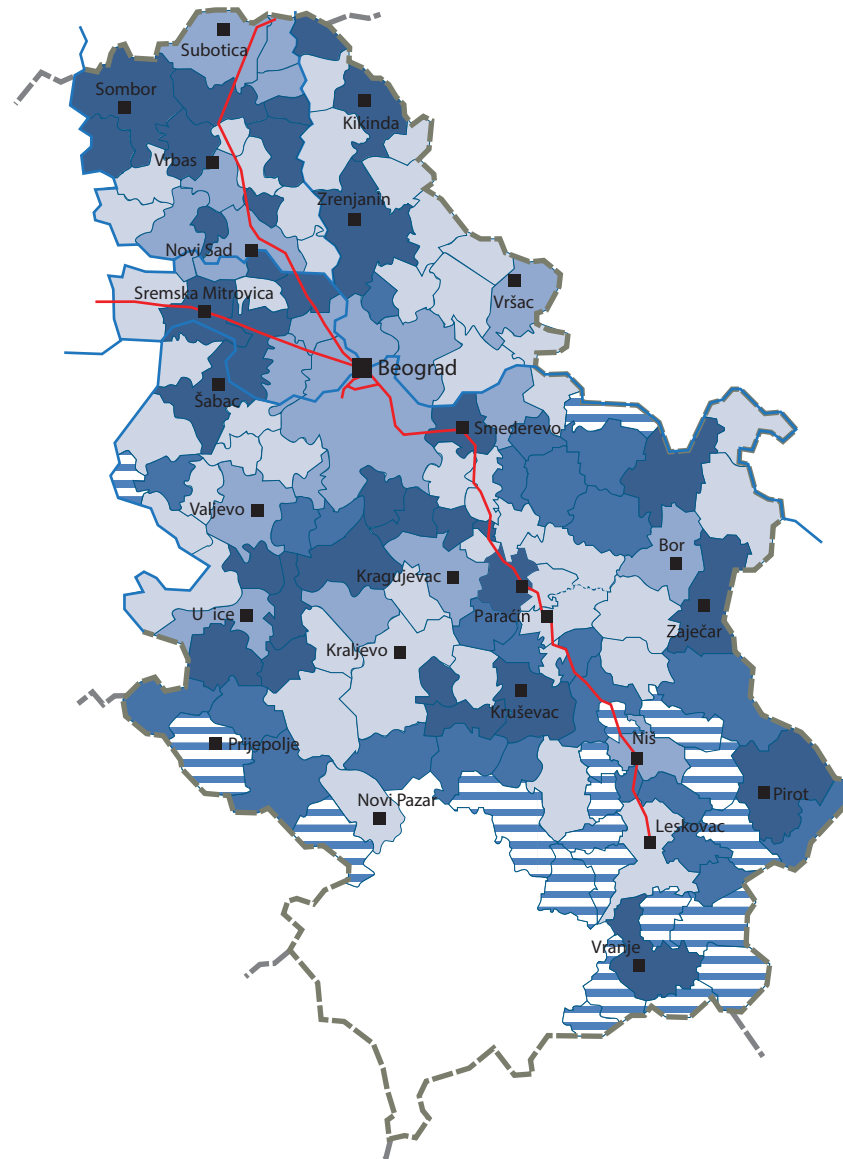 Subotica
Sombor
Kikinda
Vrbas
Zrenjanin
Novi Sad
Sremska Mitrovica
Vršac
Beograd
Šabac
Smederevo
Valjevo
Bor
Kragujevac
U ice
Paraćin
Zaječar
Kraljevo
Kruševac
Niš
Prijepolje
Pirot
Novi Pazar
Leskovac
Vranje